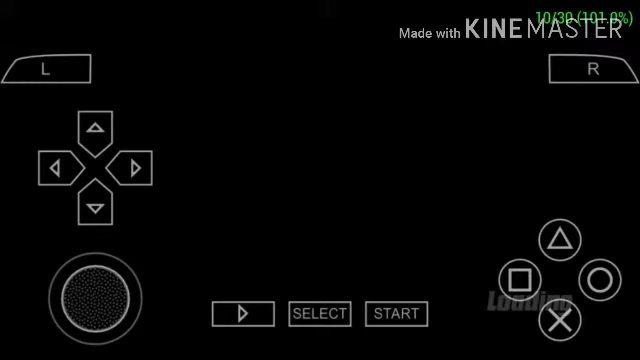 10/30 (101.0%)
Made with KINEMASTER
L
R
SELECT
START
Loading